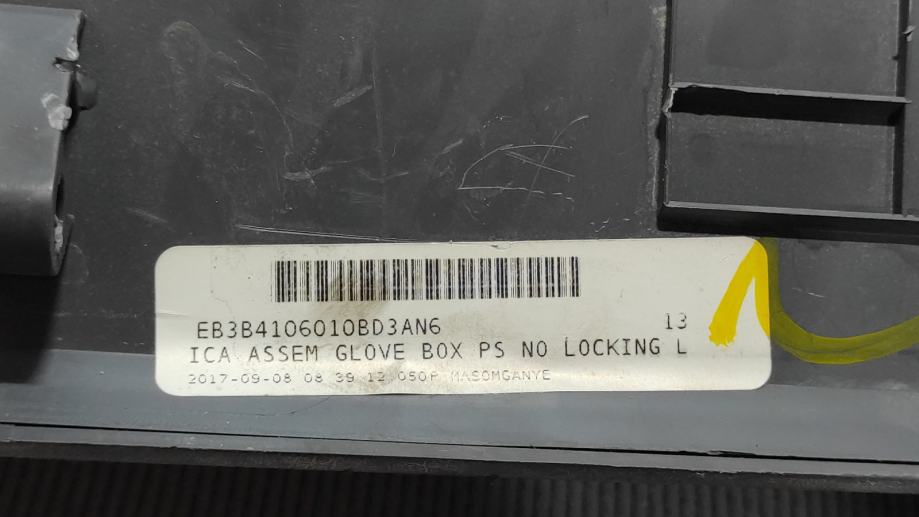 EB3B4106010BD3AN6 13
ICA ASSEM GLOVE BOX PS NO LOCKING L
2017-09-08 08 39 12 050P MASOMGANYE